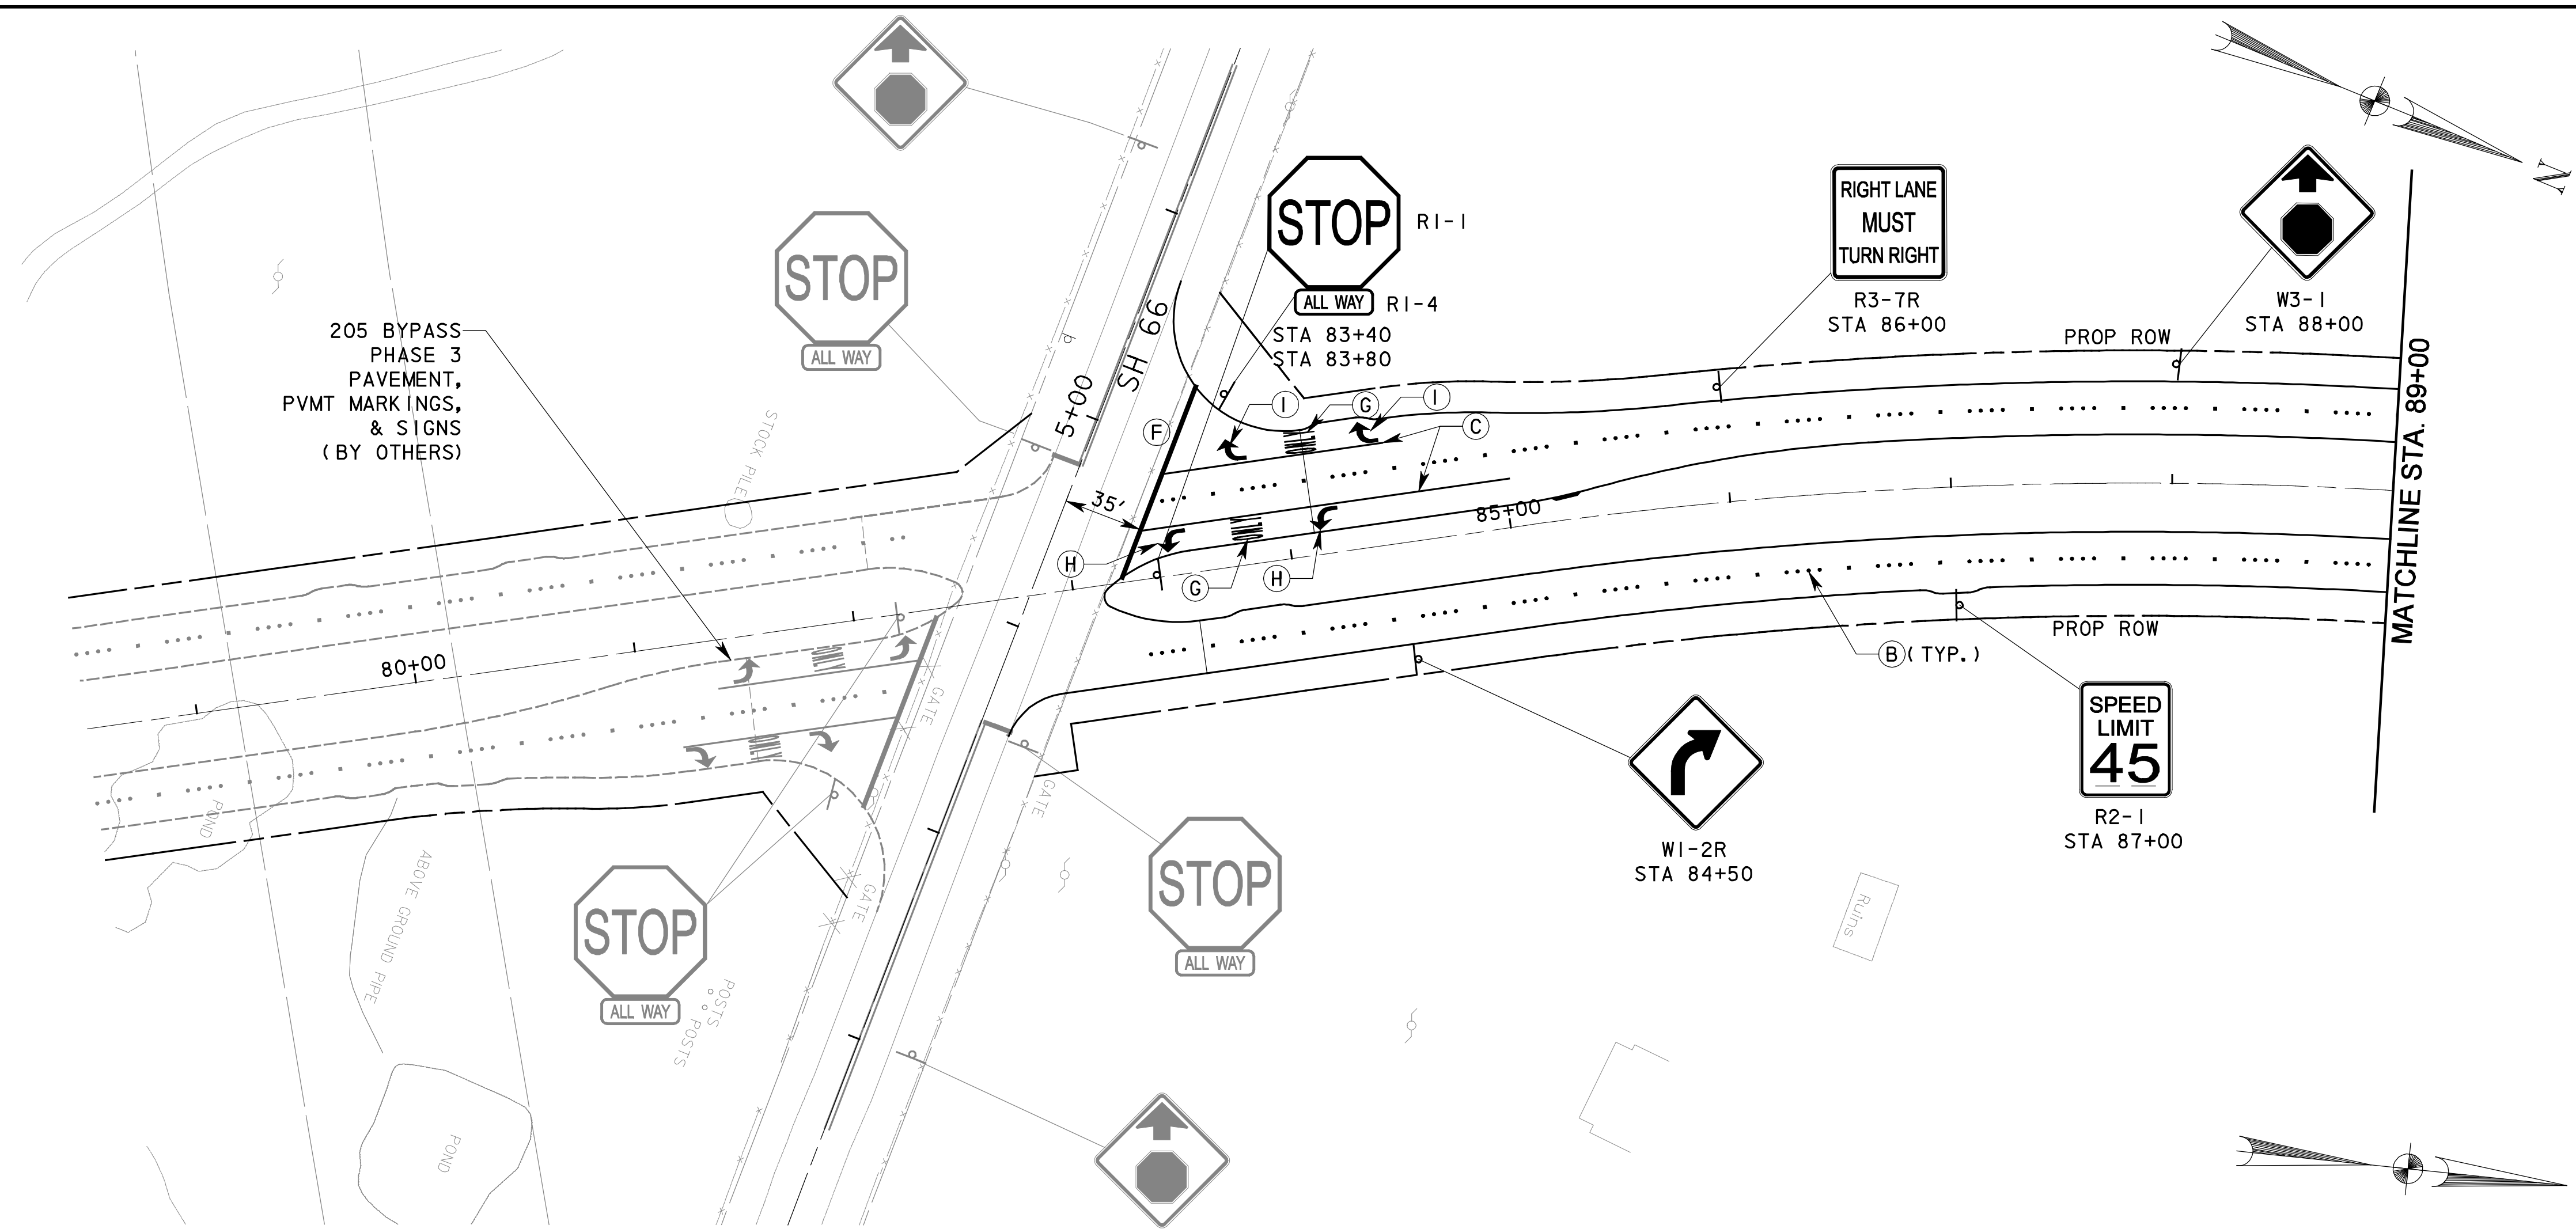 STOP
ALL WAY
205 BYPASS
PHASE 3
PAVEMENT,
PVMT MARKINGS,
& SIGNS
(BY OTHERS)
STOCK PILE
5+00
SH 66
35'
F
STOP
R1-1
ALL WAY
R1-4
STA 83+40
STA 83+80
I
G
I
C
H
G
H
85+00
RIGHT LANE
MUST
TURN RIGHT
R3-7R
STA 86+00
W3-1
STA 88+00
N
PROP ROW
MATCHLINE STA. 89+00
B (TYP.)
PROP ROW
SPEED
LIMIT
45
R2-1
STA 87+00
W1-2R
STA 84+50
80+00
GATE
GATE
GATE
POND
ABOVE GROUND PIPE
POND
STOP
ALL WAY
POSTS
POSTS
STOP
ALL WAY
Ruins